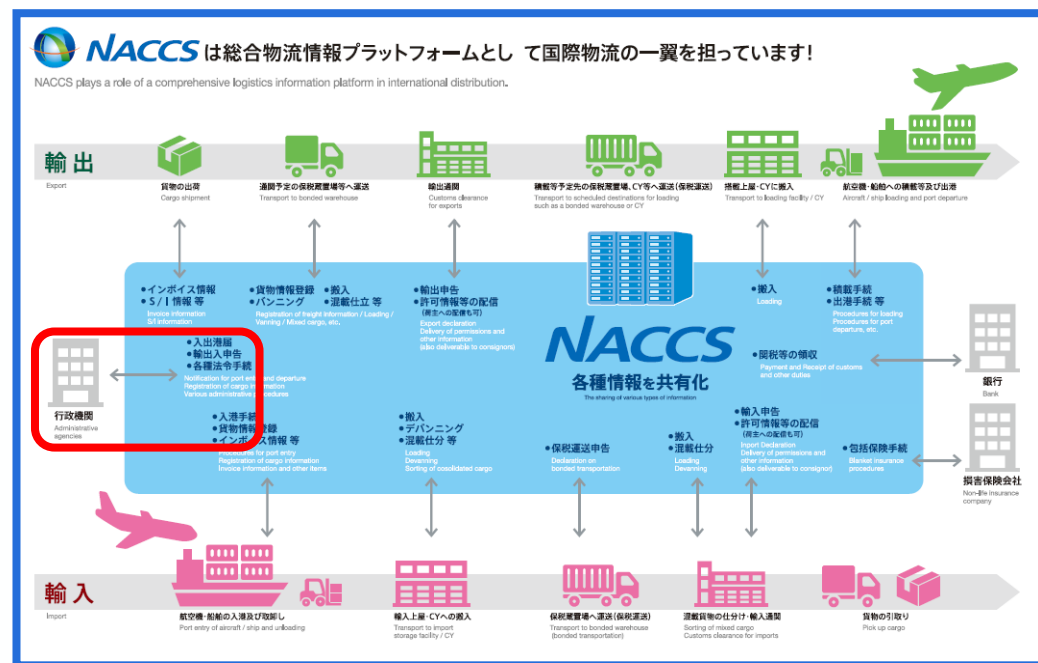 NACCS は総合物流情報プラットフォームとし て国際物流の一翼を担っています!
NACCS plays a role of a comprehensive logistics information platform in international distribution.
輸出
Export
貨物の出荷
Cargo shipment
通関予定の保税蔵置場等へ運送
Transport to bonded warehouse
輸出通関
Customs clearance
for exports
積載等予定先の保税蔵置場、CY等へ運送(保税運送)
Transport to scheduled destinations for loading
such as a bonded warehouse or CY
搭載上屋・CYに搬入
Transport to loading facility / CY
航空機・船舶への積載等及び出港
Aircraft / ship loading and port departure
●インボイス情報
●S/I情報 等
Invoice information
S/I information
●貨物情報登録 ●搬入
●バンニング ●混載仕立 等
Registration of freight information / Loading /
Vanning / Mixed cargo, etc.
●輸出申告
●許可情報等の配信
(荷主への配信も可)
Export declaration
Delivery of permissions and
other information
(also deliverable to consignors)
NACCS
各種情報を共有化
The sharing of various types of information
●搬入
Loading
●積載手続
●出港手続 等
Procedures for loading
Procedures for port
departure, etc.
行政機関
Administrative
agencies
●入出港届
●輸出入申告
●各種法令手続
Notification for port entry and departure
Registration of cargo information
Various administrative procedures
●関税等の領収
Payment and Receipt of customs
and other duties
銀行
Bank
●入港手続
●貨物情報登録
●インボイス情報 等
Procedures for port entry
Registration of cargo information
Invoice information and other items
●搬入
●デバンニング
●混載仕分 等
Loading
Devanning
Sorting of cosolidated cargo
●保税運送申告
Declaration on
bonded transportation
●搬入
●混載仕分
Loading
Devanning
●輸入申告
●許可情報等の配信
(荷主への配信も可)
Import Declaration
Delivery of permissions and
other information
(also deliverable to consignor)
●包括保険手続
Blanket insurance
procedures
損害保険会社
Non-life insurance
company
輸入
Import
航空機・船舶の入港及び取卸し
Port entry of aircraft / ship and unloading
輸入上屋・CYへの搬入
Transport to import
storage facility / CY
保税蔵置場へ運送(保税運送)
Transport to bonded warehouse
(bonded transportation)
混載貨物の仕分け・輸入通関
Sorting of mixed cargo
Customs clearance for imports
貨物の引取り
Pick up cargo